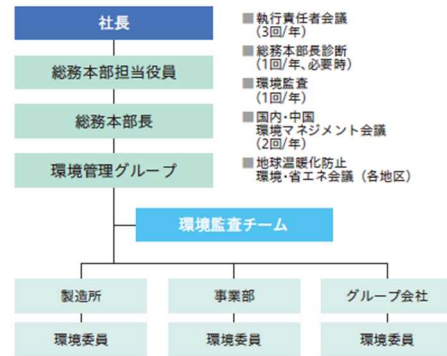 社長
総務本部担当役員
総務本部長
環境管理グループ
環境監査チーム
■執行責任者会議
(3回/年)
■総務本部長診断
(1回/年、必要時)
■環境監査
(1回/年)
■国内・中国
環境マネジメント会議
(2回/年)
■地球温暖化防止
環境・省エネ会議（各地区）
製造所
事業部
グループ会社
環境委員
環境委員
環境委員